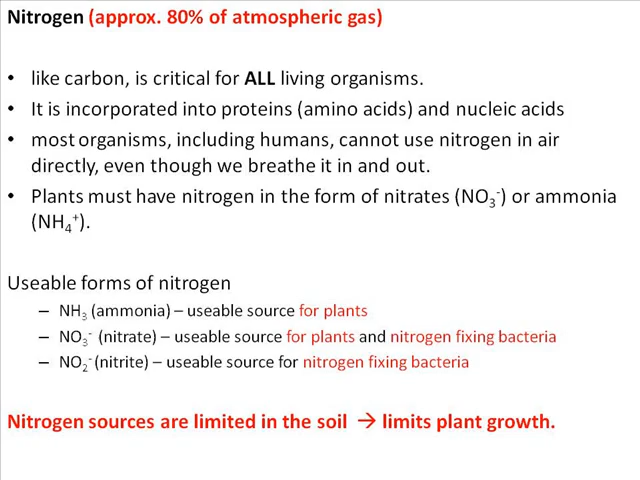 Nitrogen (approx. 80% of atmospheric gas)
• like carbon, is critical for ALL living organisms.
• It is incorporated into proteins (amino acids) and nucleic acids
• most organisms, including humans, cannot use nitrogen in air
directly, even though we breathe it in and out.
• Plants must have nitrogen in the form of nitrates (NO₃⁻) or ammonia
(NH₄⁺).
Useable forms of nitrogen
– NH₃ (ammonia) – useable source for plants
– NO₃⁻ (nitrate) – useable source for plants and nitrogen fixing bacteria
– NO₂⁻ (nitrite) – useable source for nitrogen fixing bacteria
Nitrogen sources are limited in the soil → limits plant growth.